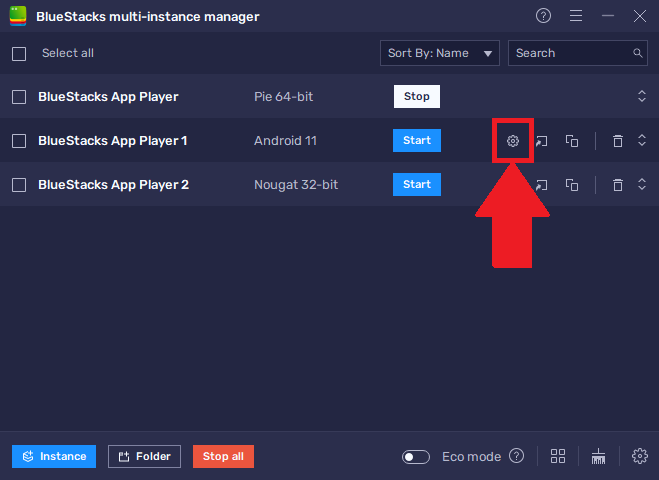 BlueStacks multi-instance manager
Select all
Sort By: Name
Search
BlueStacks App Player Pie 64-bit Stop
BlueStacks App Player 1 Android 11 Start
BlueStacks App Player 2 Nougat 32-bit Start
Instance Folder Stop all Eco mode